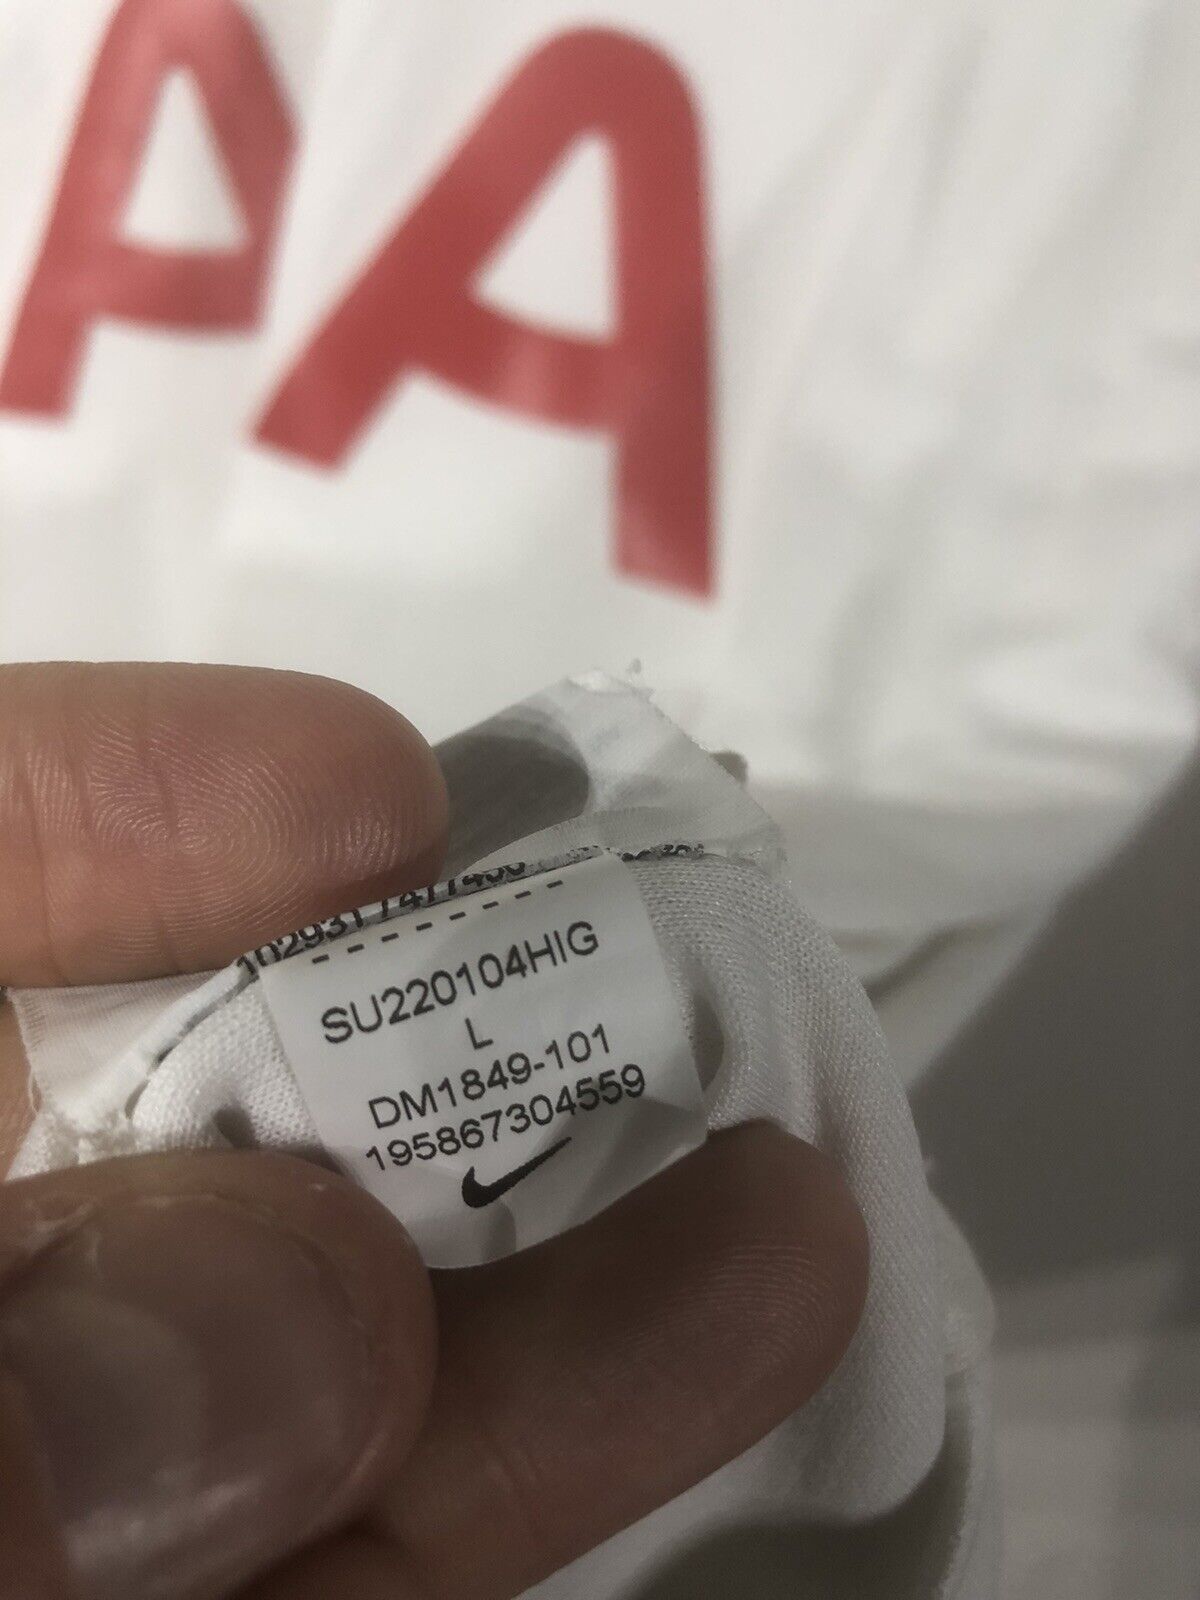 AA
SU220104HIG
L
DM1849-101
195867304559